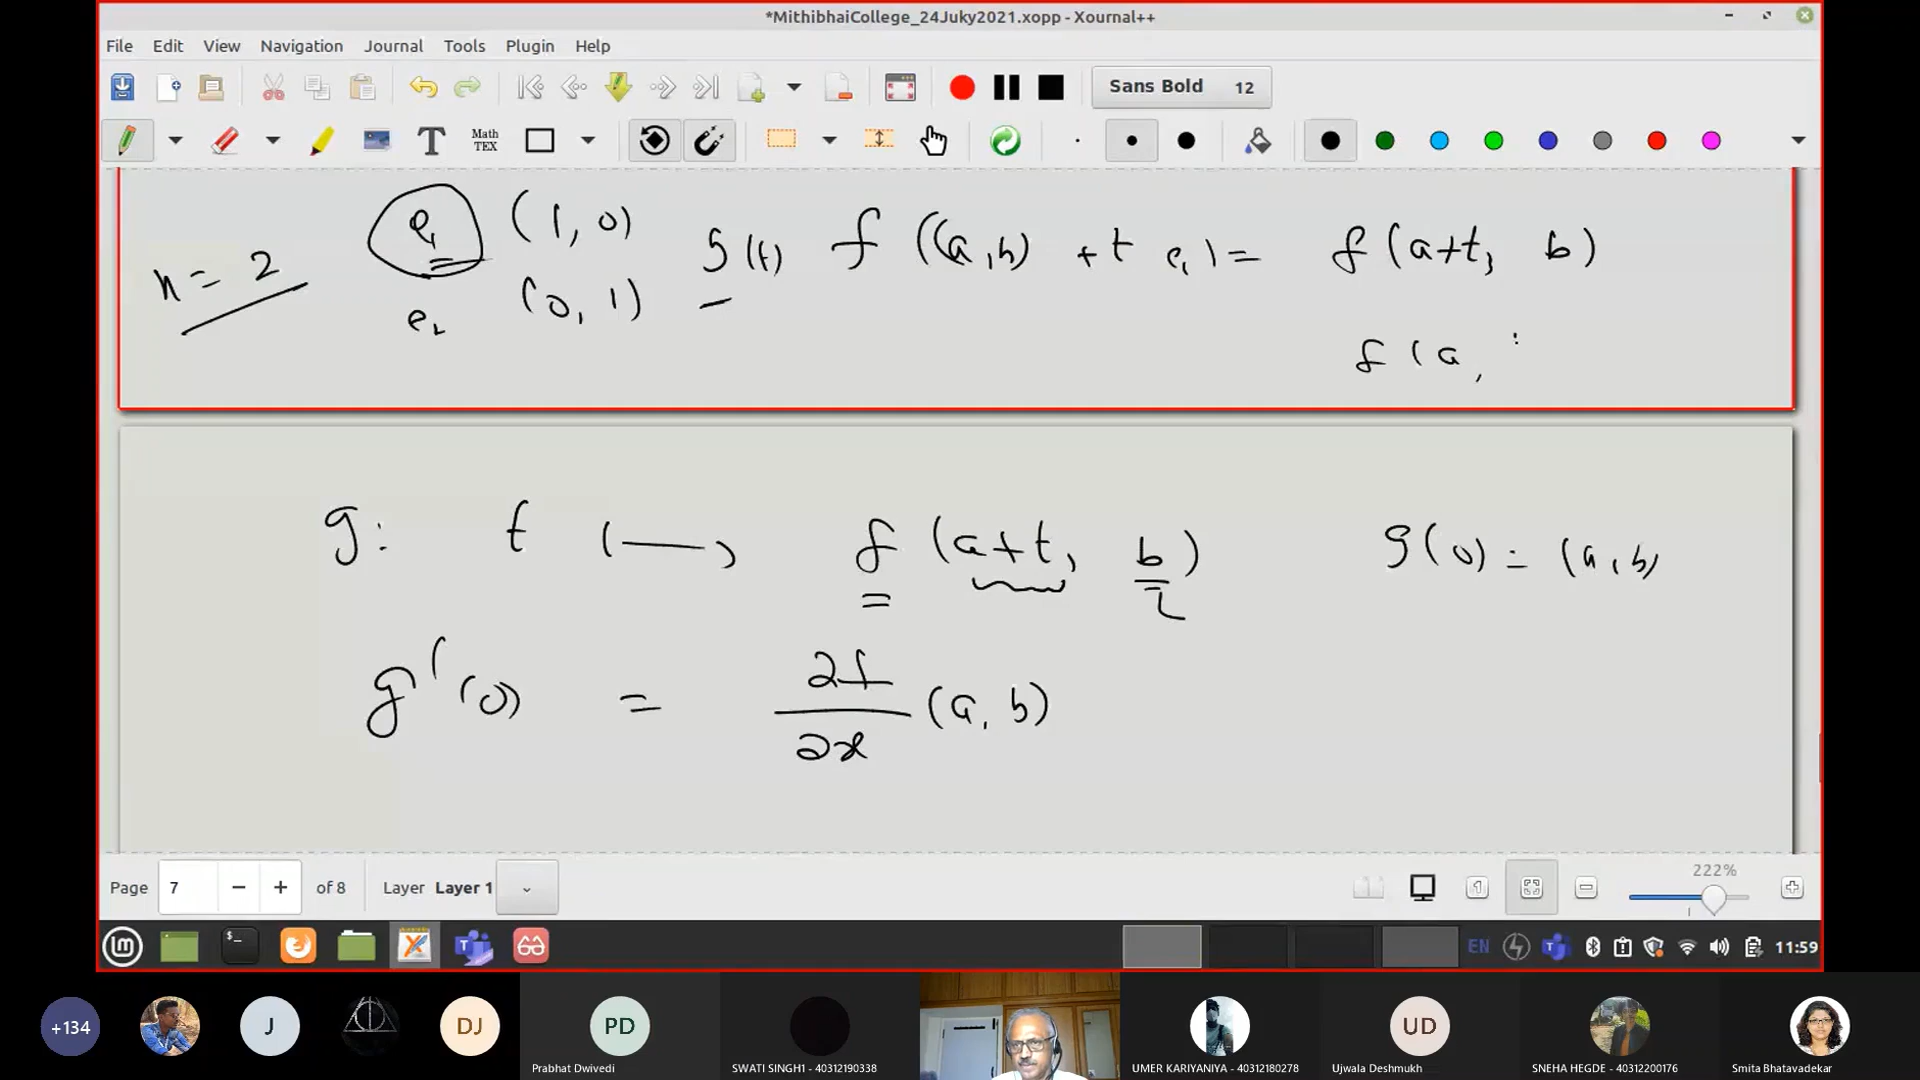 *MithibhaiCollege_24Juky2021.xopp - Xournal++
File Edit View Navigation Journal Tools Plugin Help
Sans Bold 12
Math TEX
n = 2 e₁ (1, 0) g(t) f((a, b) + t e₁) = f(a+t, b)
e₂ (0, 1)
f(a,
g: t ⟼ f(a+t, b) g(0) = (a, b)
g'(0) = ∂f/∂x (a, b)
Page 7 of 8 Layer Layer 1 222%
EN 11:59
+134 J DJ PD UD
Prabhat Dwivedi SWATI SINGH1 - 40312190338 UMER KARIYANIYA - 40312180278 Ujwala Deshmukh SNEHA HEGDE - 40312200176 Smita Bhatavadekar